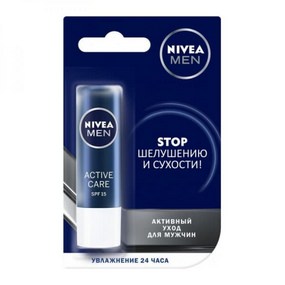 NIVEA
MEN
NIVEA
MEN
ACTIVE
CARE
SPF 15
STOP
ШЕЛУШЕНИЮ
И СУХОСТИ!
АКТИВНЫЙ
УХОД
ДЛЯ МУЖЧИН
УВЛАЖНЕНИЕ 24 ЧАСА